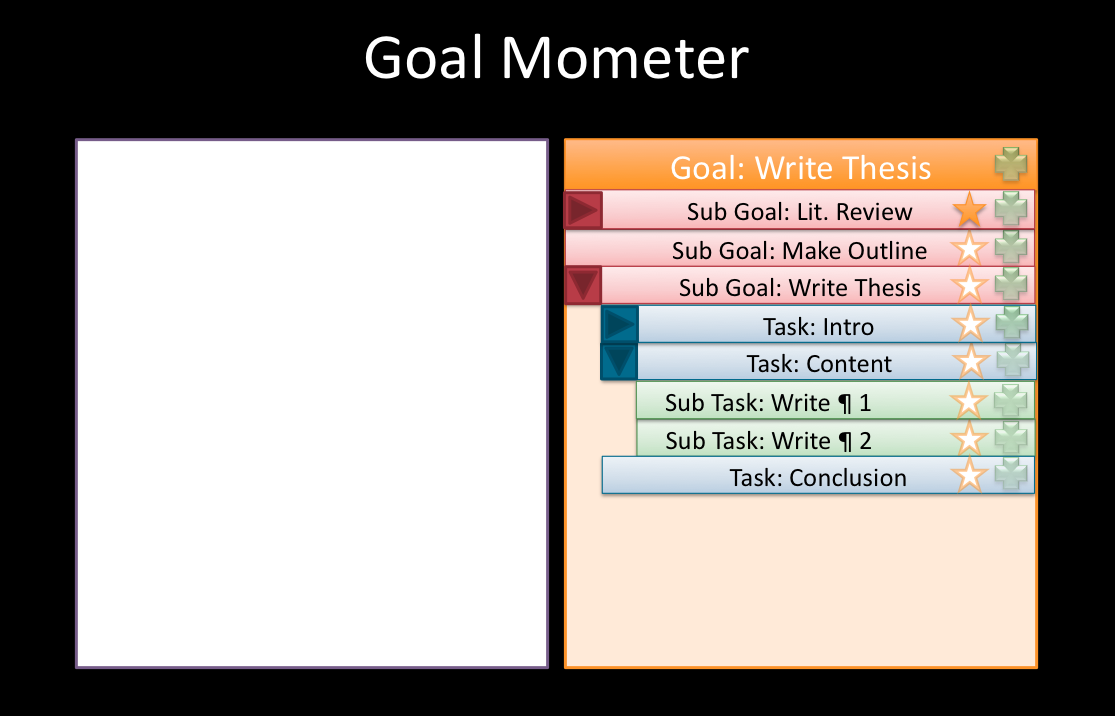 Goal Mometer
Goal: Write Thesis
Sub Goal: Lit. Review
Sub Goal: Make Outline
Sub Goal: Write Thesis
Task: Intro
Task: Content
Sub Task: Write ¶ 1
Sub Task: Write ¶ 2
Task: Conclusion